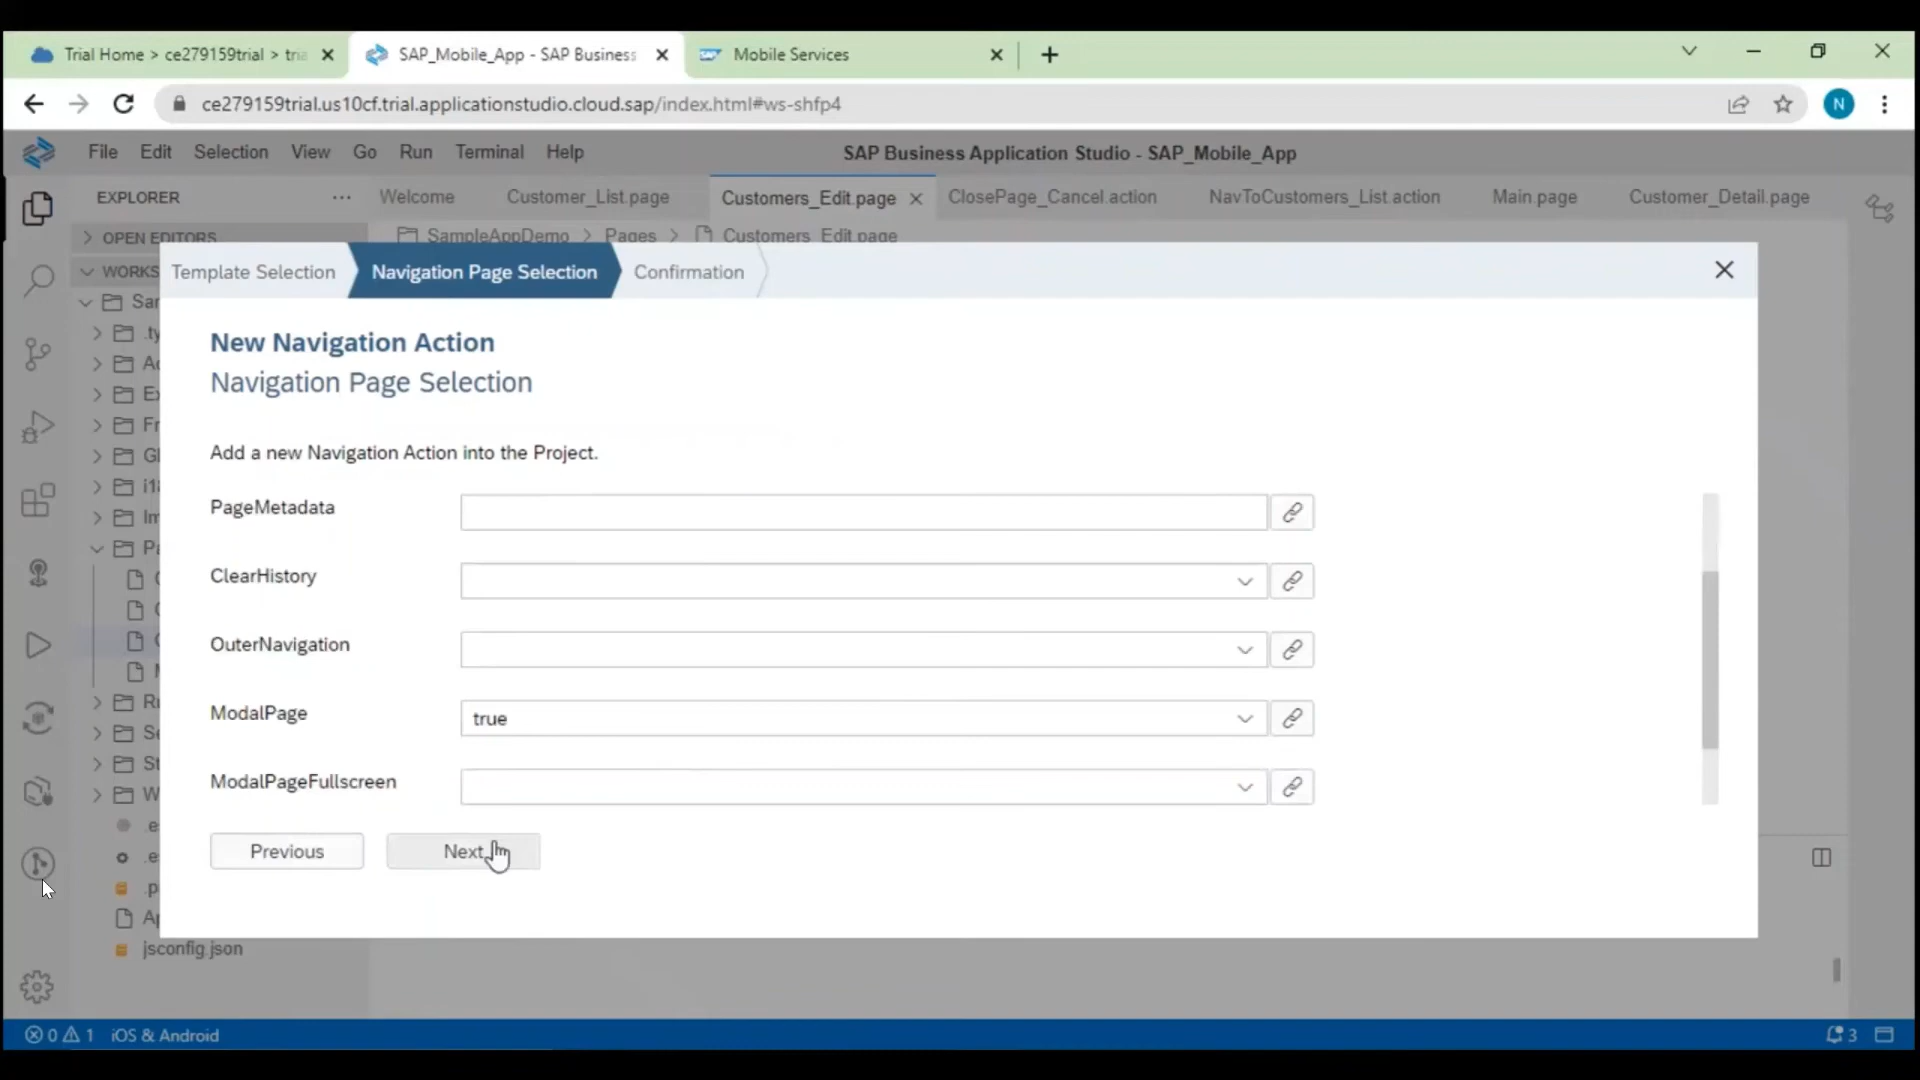 Trial Home > ce279159trial > tri
SAP_Mobile_App - SAP Business
Mobile Services
ce279159trial.us10cf.trial.applicationstudio.cloud.sap/index.html#ws-shfp4
N
File Edit Selection View Go Run Terminal Help
SAP Business Application Studio - SAP_Mobile_App
EXPLORER
Welcome Customer_List.page Customers_Edit.page ClosePage_Cancel.action NavToCustomers_List.action Main.page Customer_Detail.page
OPEN EDITORS
SampleAppDemo > Pages > Customers_Edit.page
WORKS
Template Selection Navigation Page Selection Confirmation
New Navigation Action
Navigation Page Selection
Add a new Navigation Action into the Project.
PageMetadata
ClearHistory
OuterNavigation
ModalPage true
ModalPageFullscreen
Previous Next
jsconfig.json
0 1 iOS & Android
3